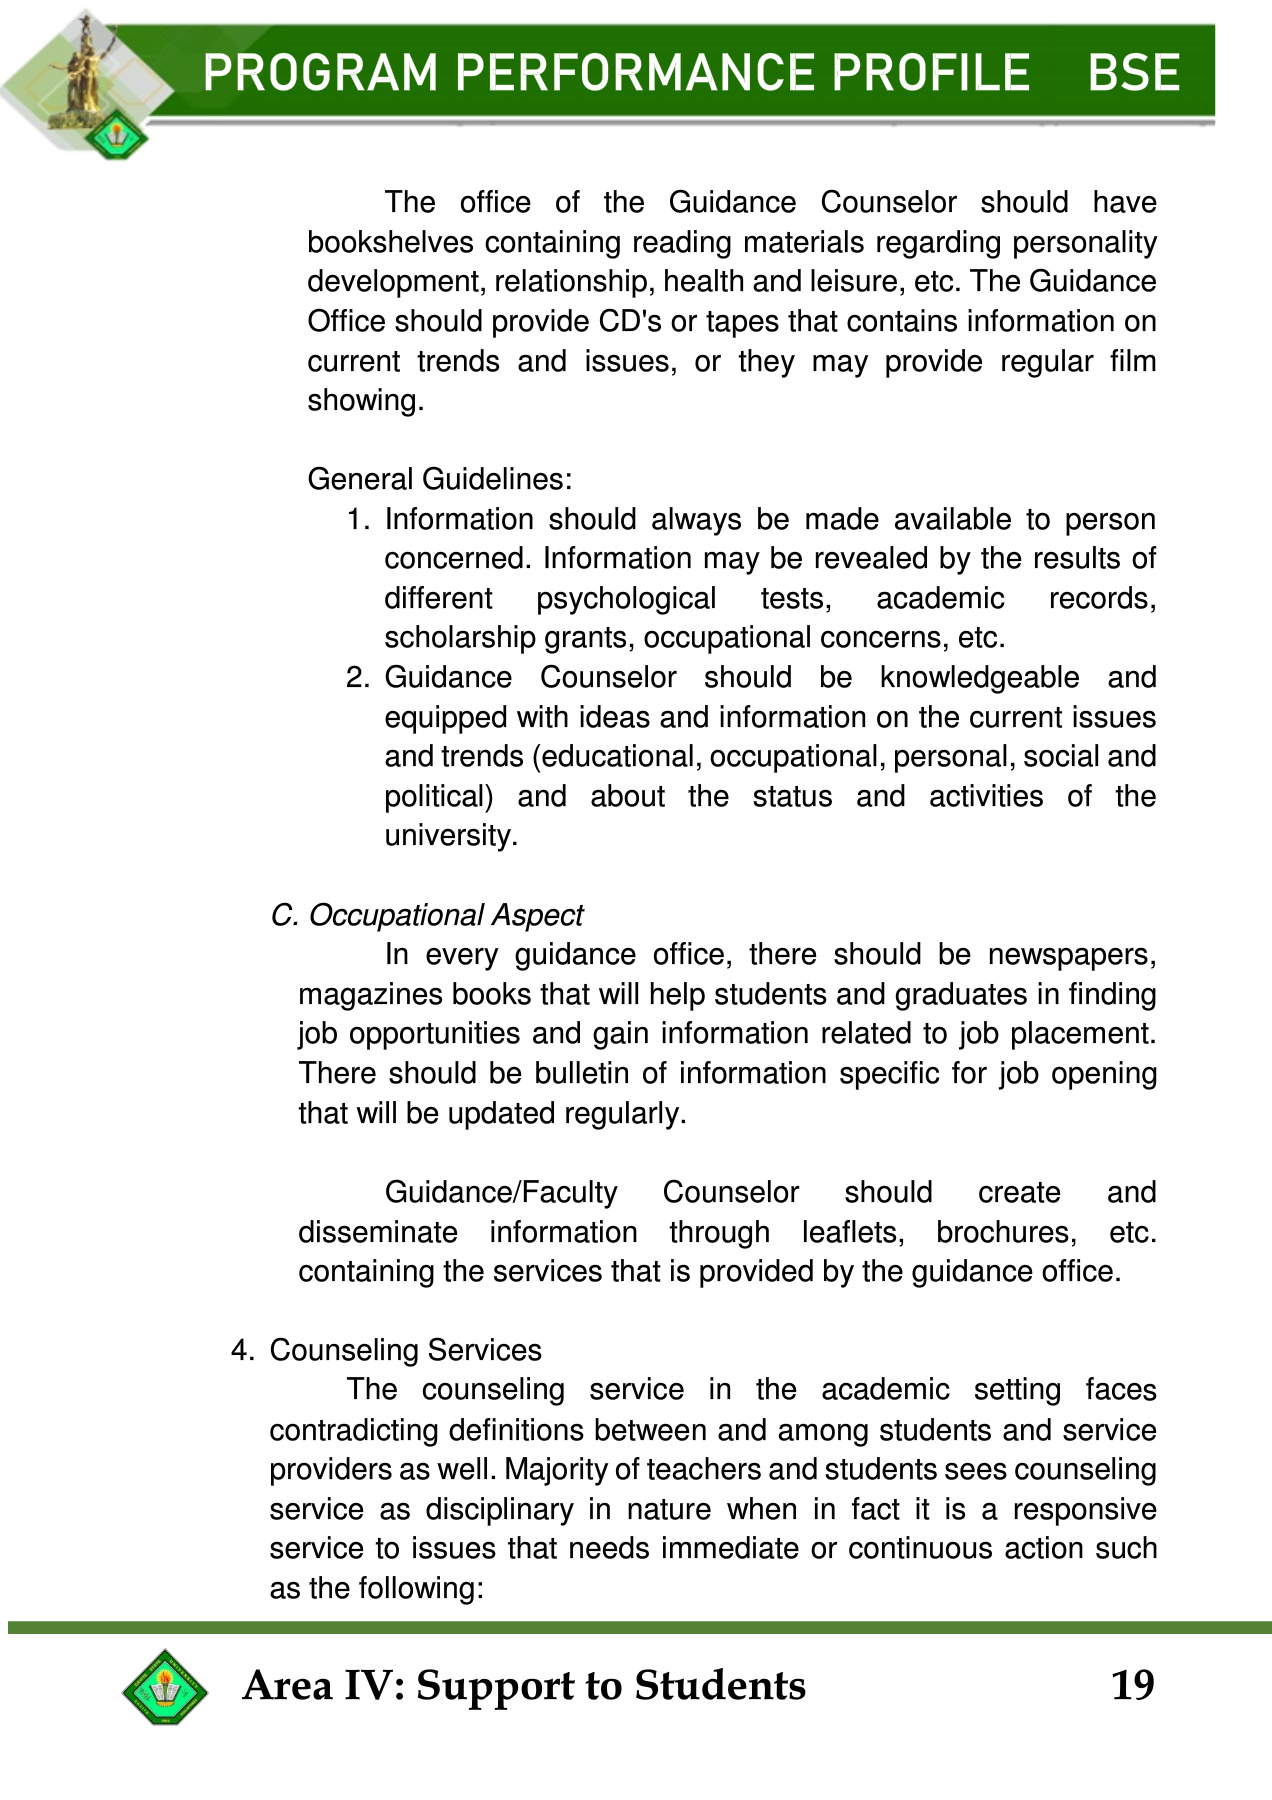 PROGRAM PERFORMANCE PROFILE BSE
The office of the Guidance Counselor should have
bookshelves containing reading materials regarding personality
development, relationship, health and leisure, etc. The Guidance
Office should provide CD's or tapes that contains information on
current trends and issues, or they may provide regular film
showing.
General Guidelines:
1. Information should always be made available to person
concerned. Information may be revealed by the results of
different psychological tests, academic records,
scholarship grants, occupational concerns, etc.
2. Guidance Counselor should be knowledgeable and
equipped with ideas and information on the current issues
and trends (educational, occupational, personal, social and
political) and about the status and activities of the
university.
C. Occupational Aspect
In every guidance office, there should be newspapers,
magazines books that will help students and graduates in finding
job opportunities and gain information related to job placement.
There should be bulletin of information specific for job opening
that will be updated regularly.
Guidance/Faculty Counselor should create and
disseminate information through leaflets, brochures, etc.
containing the services that is provided by the guidance office.
4. Counseling Services
The counseling service in the academic setting faces
contradicting definitions between and among students and service
providers as well. Majority of teachers and students sees counseling
service as disciplinary in nature when in fact it is a responsive
service to issues that needs immediate or continuous action such
as the following:
Area IV: Support to Students 19